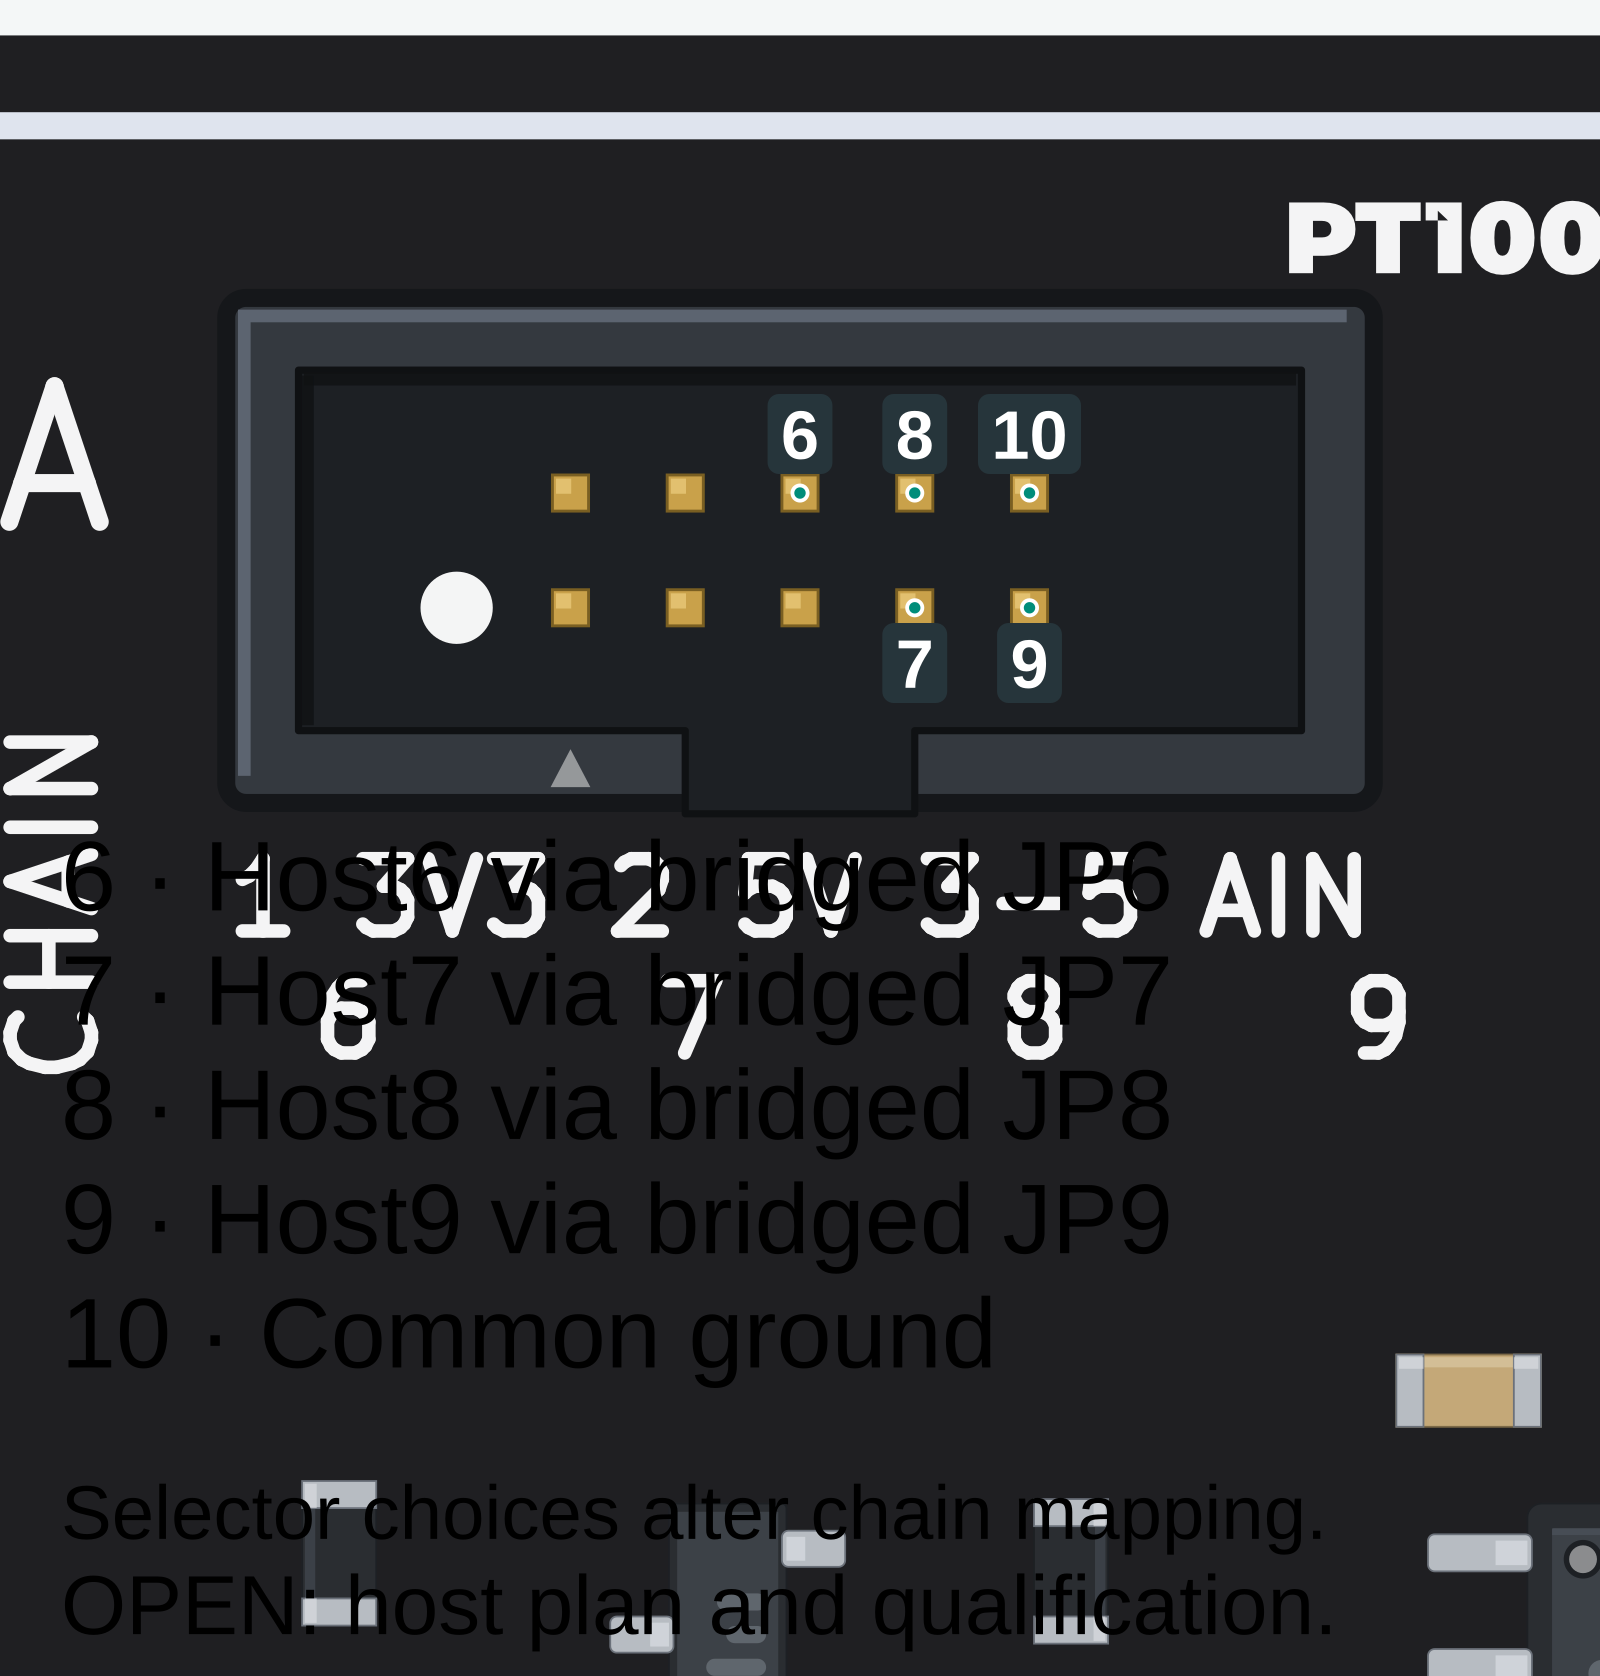 PT100
A
6 8 10
7 9
CHAIN
1 3V3 2 5V 3-5 AIN
6 7 8 9
6 · Host6 via bridged JP6
7 · Host7 via bridged JP7
8 · Host8 via bridged JP8
9 · Host9 via bridged JP9
10 · Common ground
Selector choices alter chain mapping.
OPEN: host plan and qualification.